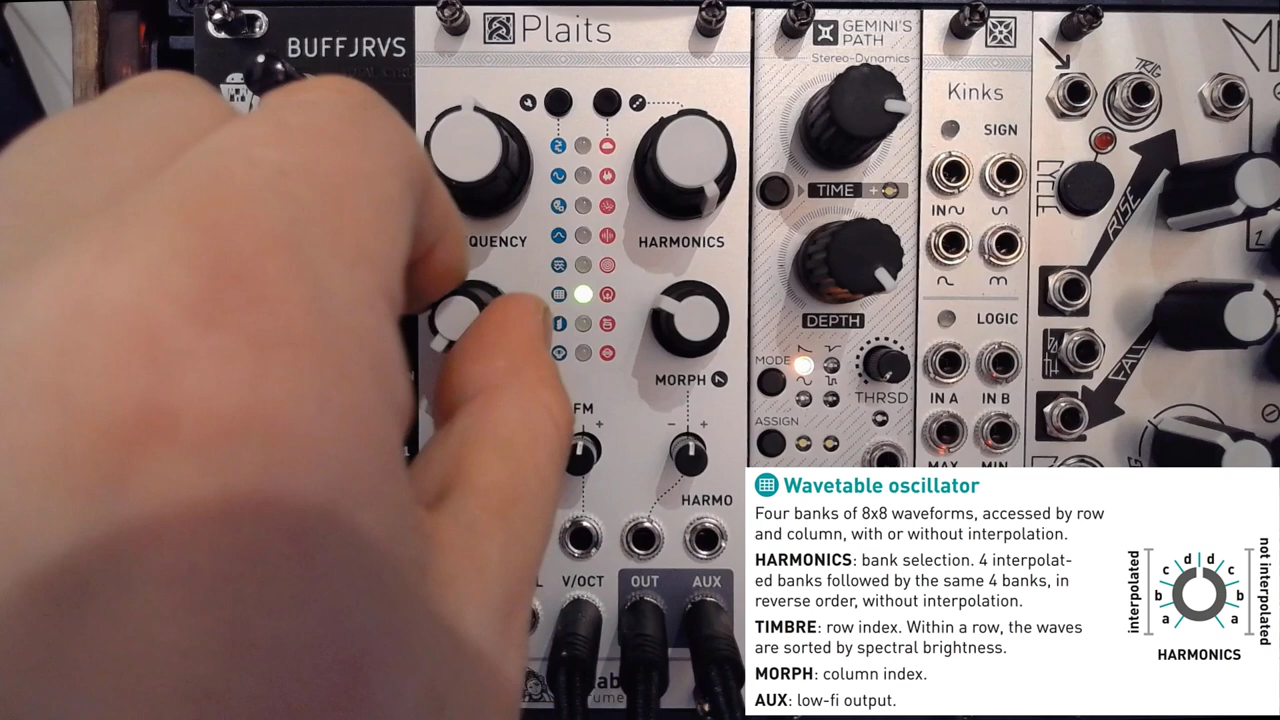 BUFFJRVS
Plaits
GEMINI'S
PATH
Stereo-Dynamics
Kinks
TRIG
SIGN
CYCLE
TIME
+
RISE
IN
QUENCY
HARMONICS
DEPTH
LOGIC
MODE
FALL
MORPH
THRSD
IN A
IN B
FM
+
-
+
ASSIGN
MAX
MIN
HARMO
V/OCT
OUT
AUX
Wavetable oscillator
Four banks of 8x8 waveforms, accessed by row
and column, with or without interpolation.
HARMONICS: bank selection. 4 interpolat-
ed banks followed by the same 4 banks, in
reverse order, without interpolation.
TIMBRE: row index. Within a row, the waves
are sorted by spectral brightness.
MORPH: column index.
AUX: low-fi output.
interpolated
d d
c c
b b
a a
not interpolated
HARMONICS